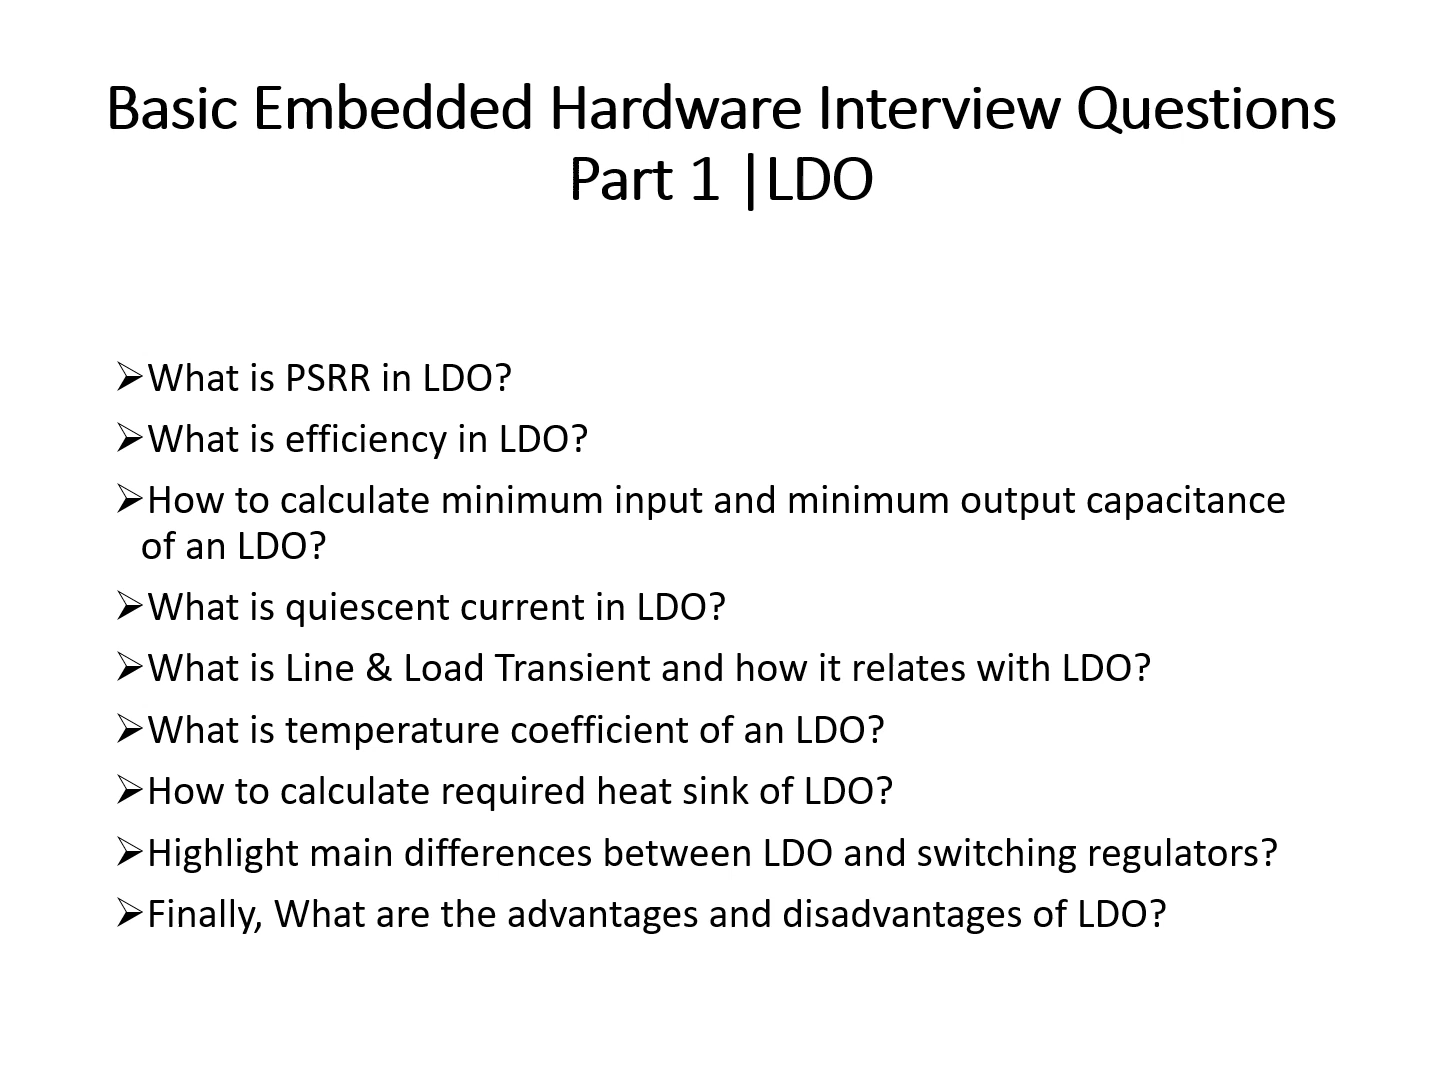 Basic Embedded Hardware Interview Questions
Part 1 |LDO
➢What is PSRR in LDO?
➢What is efficiency in LDO?
➢How to calculate minimum input and minimum output capacitance
of an LDO?
➢What is quiescent current in LDO?
➢What is Line & Load Transient and how it relates with LDO?
➢What is temperature coefficient of an LDO?
➢How to calculate required heat sink of LDO?
➢Highlight main differences between LDO and switching regulators?
➢Finally, What are the advantages and disadvantages of LDO?